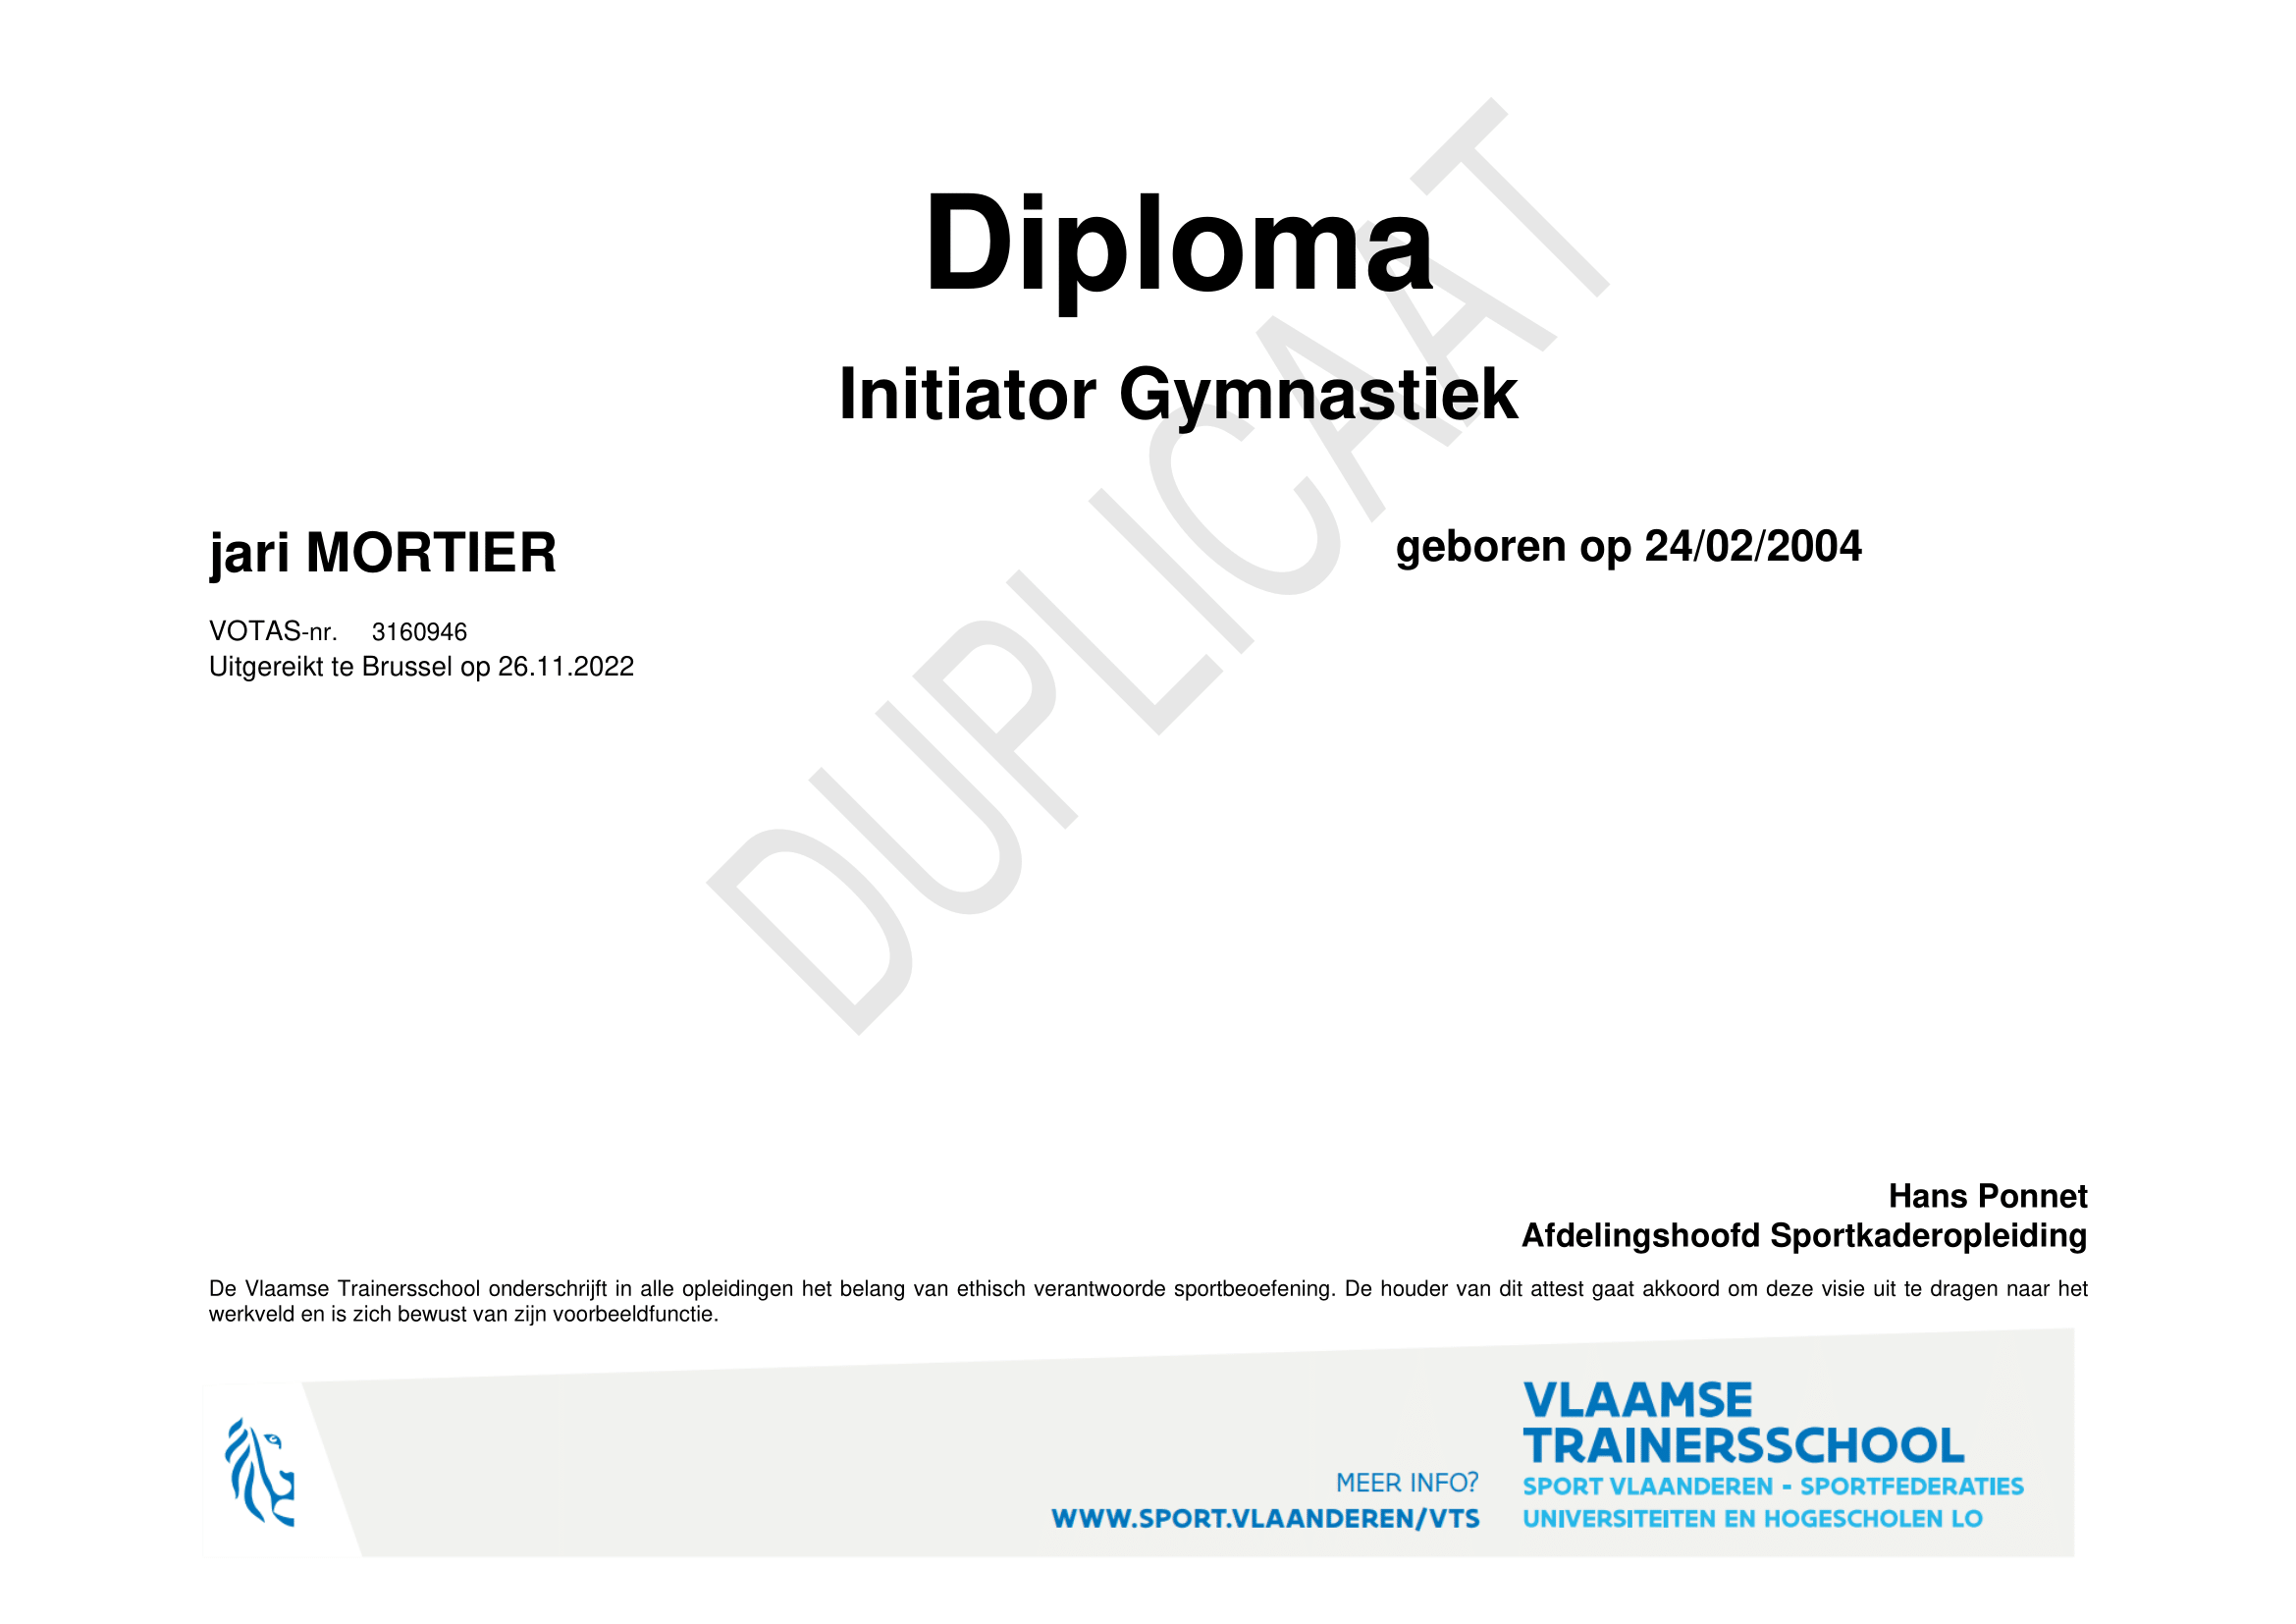 Diploma
Initiator Gymnastiek
jari MORTIER
geboren op 24/02/2004
VOTAS-nr. 3160946
Uitgereikt te Brussel op 26.11.2022
DUPLICAAT
Hans Ponnet
Afdelingshoofd Sportkaderopleiding
De Vlaamse Trainersschool onderschrijft in alle opleidingen het belang van ethisch verantwoorde sportbeoefening. De houder van dit attest gaat akkoord om deze visie uit te dragen naar het
werkveld en is zich bewust van zijn voorbeeldfunctie.
MEER INFO?
WWW.SPORT.VLAANDEREN/VTS
VLAAMSE
TRAINERSSCHOOL
SPORT VLAANDEREN - SPORTFEDERATIES
UNIVERSITEITEN EN HOGESCHOLEN LO